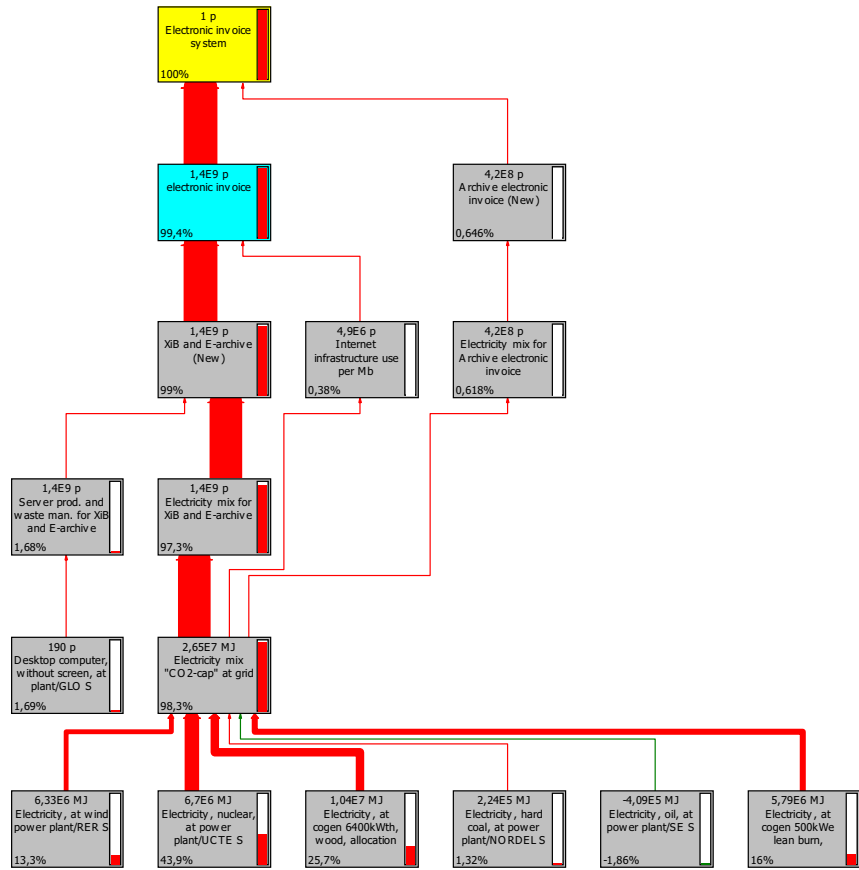 1 p
Electronic invoice
system
100%
1,4E9 p
electronic invoice
99,4%
4,2E8 p
Archive electronic
invoice (New)
0,646%
1,4E9 p
XiB and E-archive
(New)
99%
4,9E6 p
Internet
infrastructure use
per Mb
0,38%
4,2E8 p
Electricity mix for
Archive electronic
invoice
0,618%
1,4E9 p
Server prod. and
waste man. for XiB
and E-archive
1,68%
1,4E9 p
Electricity mix for
XiB and E-archive
97,3%
190 p
Desktop computer,
without screen, at
plant/GLO S
1,69%
2,65E7 MJ
Electricity mix
"CO2-cap" at grid
98,3%
6,33E6 MJ
Electricity, at wind
power plant/RER S
13,3%
6,7E6 MJ
Electricity, nuclear,
at power
plant/UCTE S
43,9%
1,04E7 MJ
Electricity, at
cogen 6400kWth,
wood, allocation
25,7%
2,24E5 MJ
Electricity, hard
coal, at power
plant/NORDEL S
1,32%
-4,09E5 MJ
Electricity, oil, at
power plant/SE S
-1,86%
5,79E6 MJ
Electricity, at
cogen 500kWe
lean burn,
16%